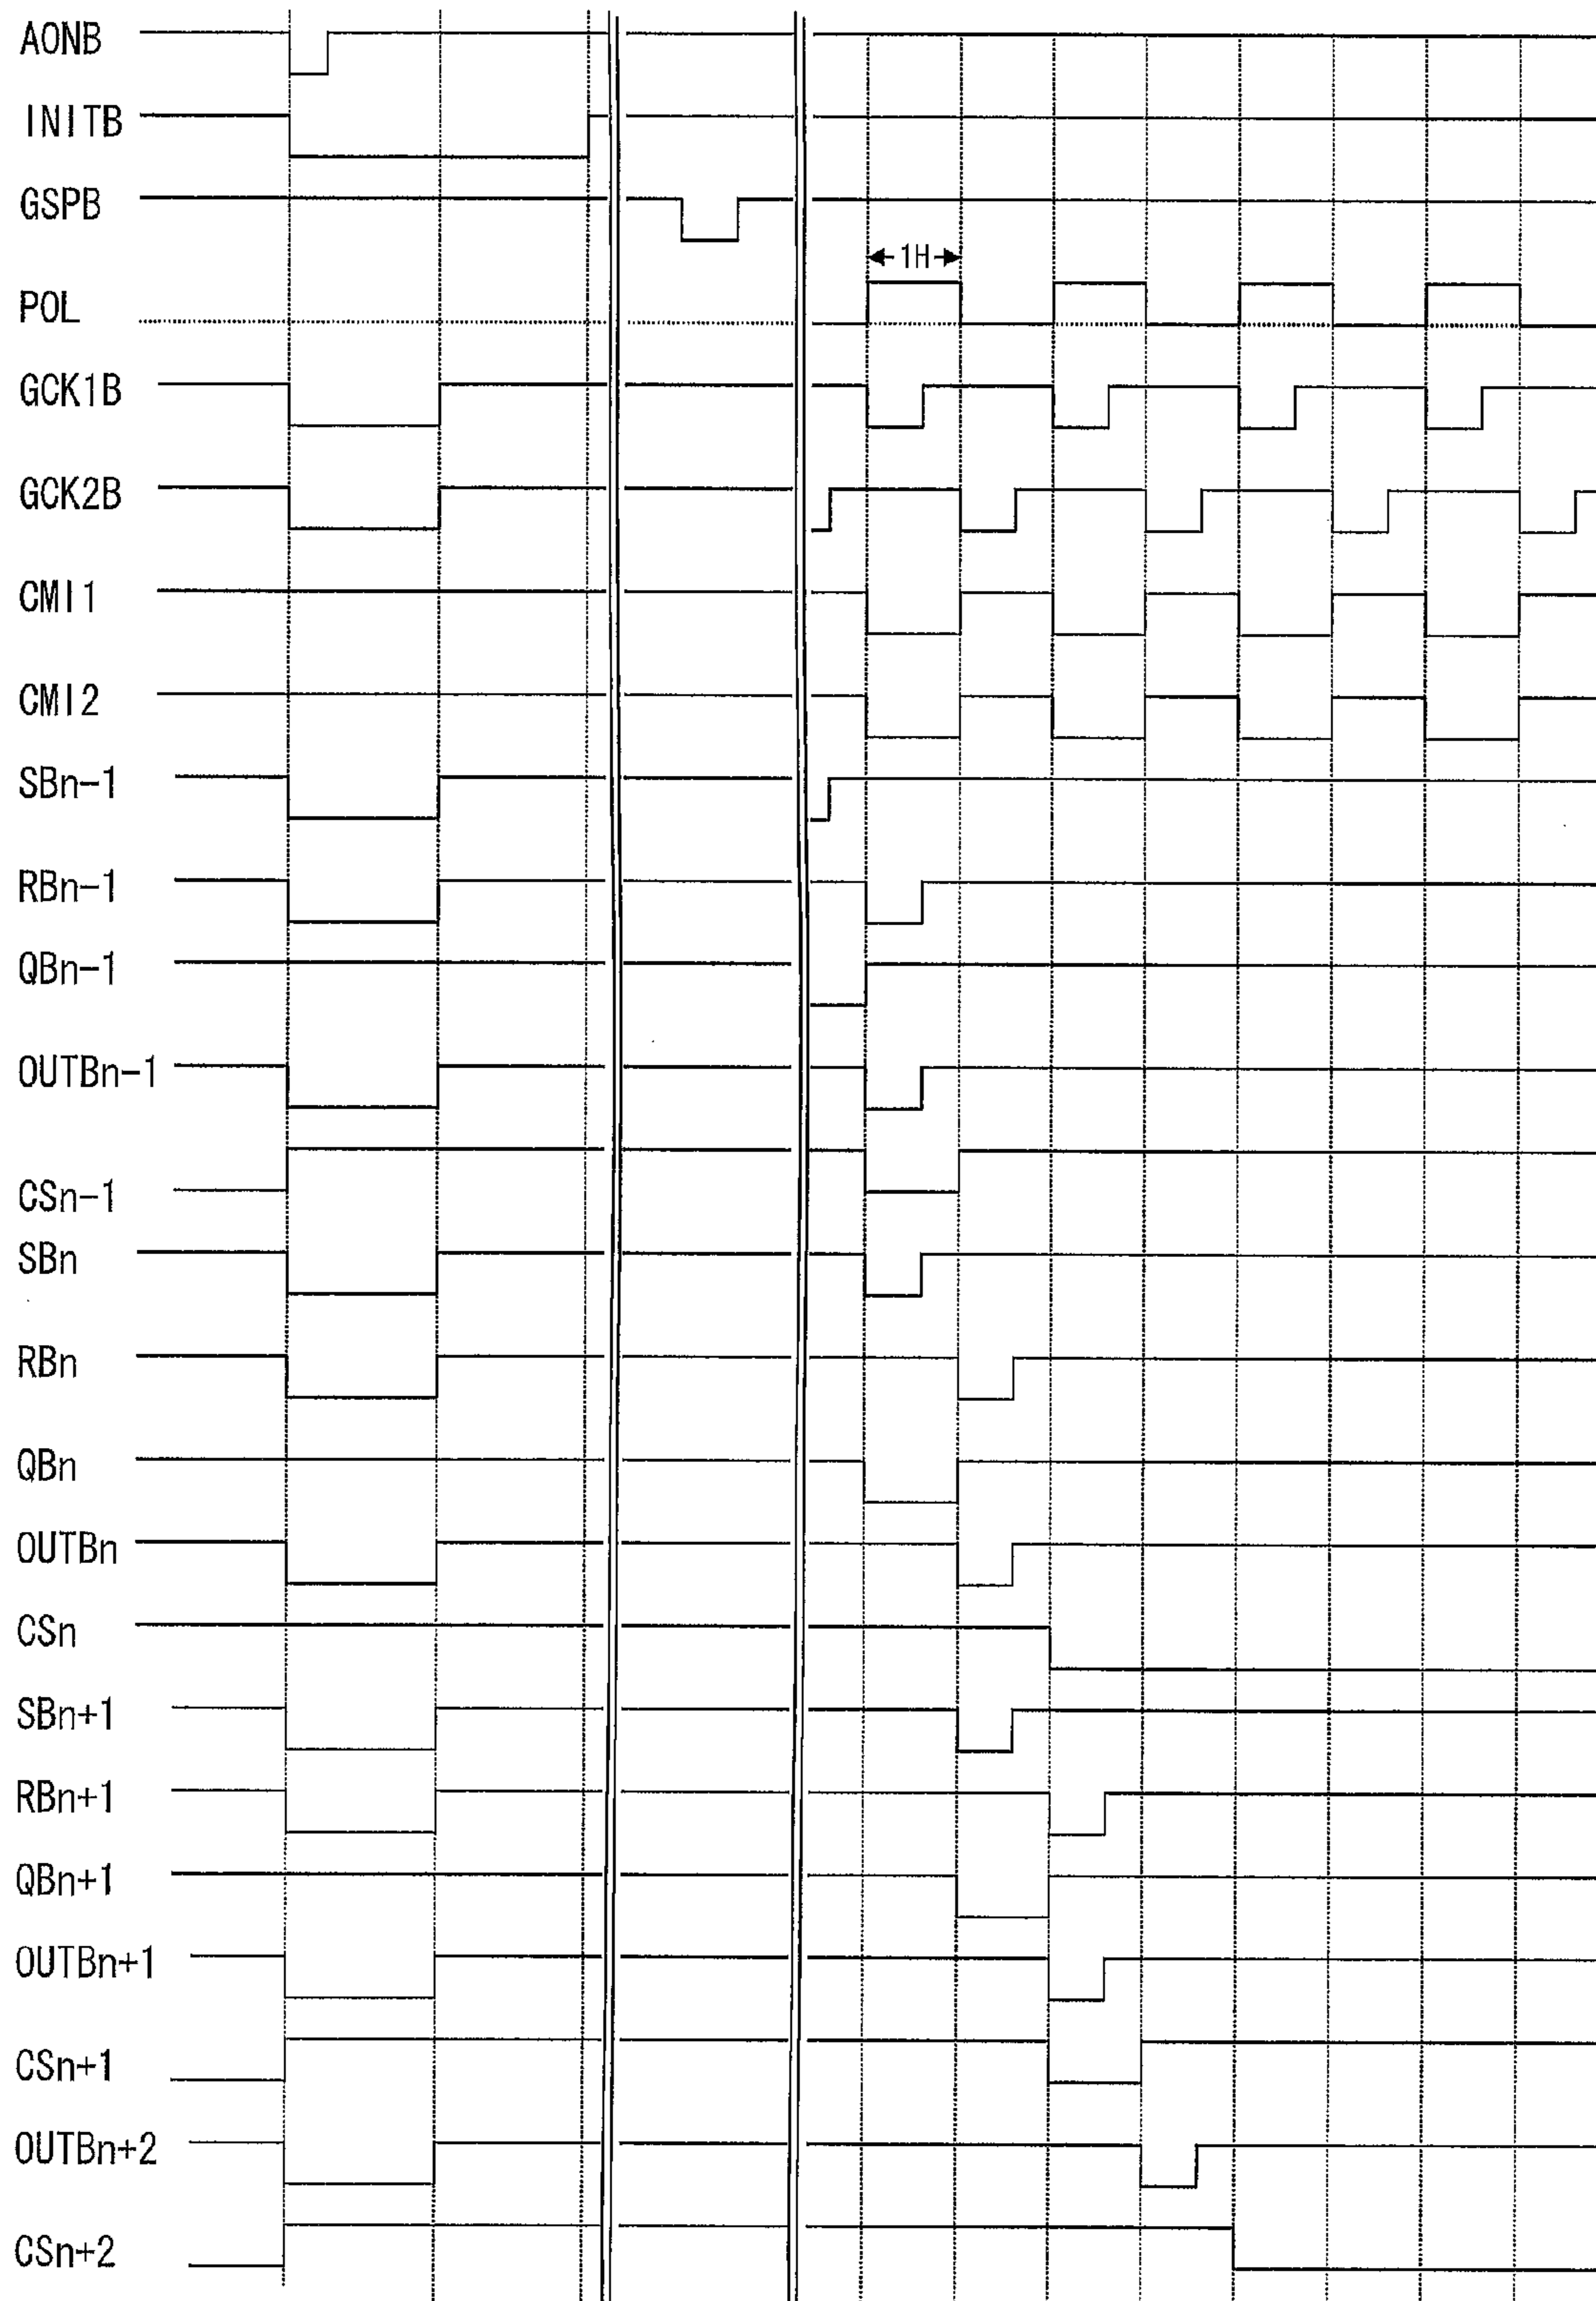 AONB
INITB
GSPB
1H
POL
GCK1B
GCK2B
CMI1
CMI2
SBn-1
RBn-1
QBn-1
OUTBn-1
CSn-1
SBn
RBn
QBn
OUTBn
CSn
SBn+1
RBn+1
QBn+1
OUTBn+1
CSn+1
OUTBn+2
CSn+2